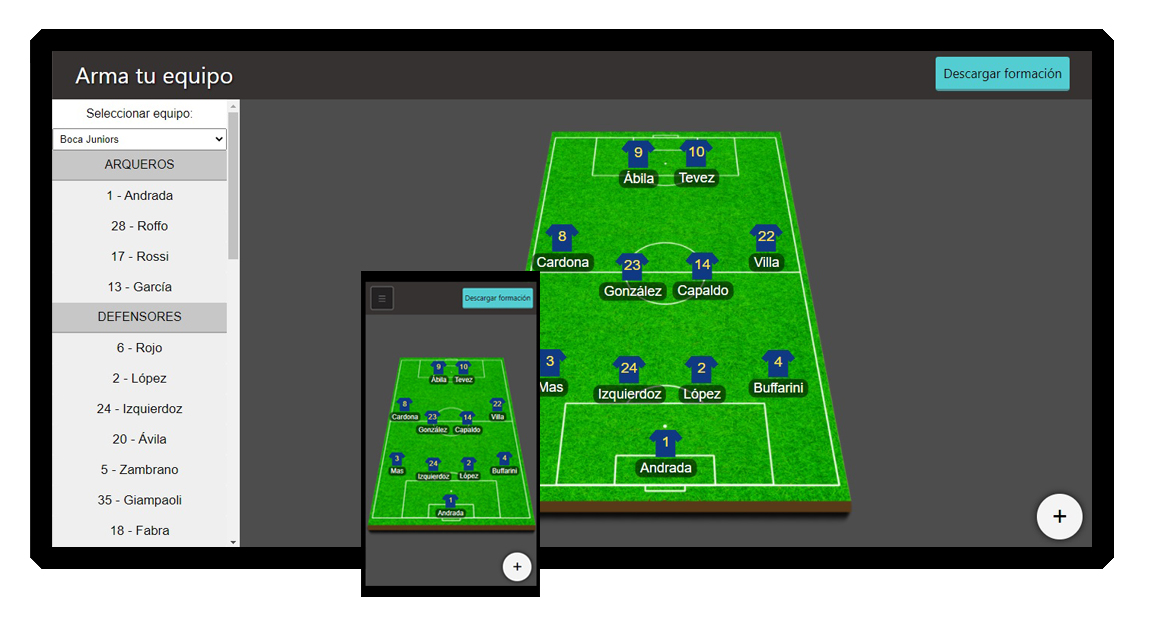 Arma tu equipo
Descargar formación
Seleccionar equipo:
Boca Juniors
ARQUEROS
1 - Andrada
28 - Roffo
17 - Rossi
13 - García
DEFENSORES
6 - Rojo
2 - López
24 - Izquierdoz
20 - Ávila
5 - Zambrano
35 - Giampaoli
18 - Fabra
9 10
Ábila Tevez
8 22
Cardona Villa
23 14
González Capaldo
3 24 2 4
Mas Izquierdoz López Buffarini
1
Andrada
+
☰
Descargar formación
9 10
Ábila Tevez
8 22
Cardona Villa
23 14
González Capaldo
3 24 2 4
Mas Izquierdoz López Buffarini
1
Andrada
+